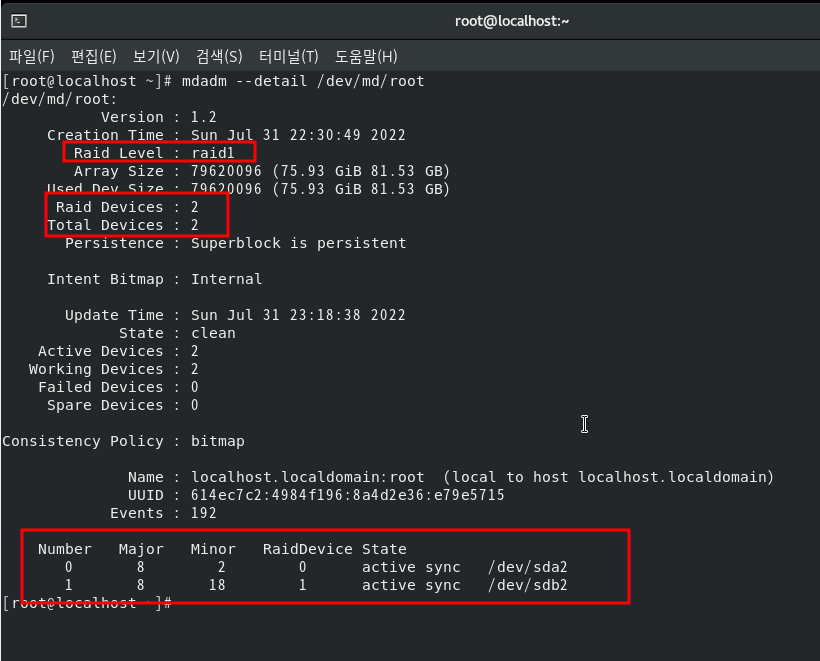 root@localhost:~
파일(F) 편집(E) 보기(V) 검색(S) 터미널(T) 도움말(H)
[root@localhost ~]# mdadm --detail /dev/md/root
/dev/md/root:
Version : 1.2
Creation Time : Sun Jul 31 22:30:49 2022
Raid Level : raid1
Array Size : 79620096 (75.93 GiB 81.53 GB)
Used Dev Size : 79620096 (75.93 GiB 81.53 GB)
Raid Devices : 2
Total Devices : 2
Persistence : Superblock is persistent
Intent Bitmap : Internal
Update Time : Sun Jul 31 23:18:38 2022
State : clean
Active Devices : 2
Working Devices : 2
Failed Devices : 0
Spare Devices : 0
Consistency Policy : bitmap
Name : localhost.localdomain:root  (local to host localhost.localdomain)
UUID : 614ec7c2:4984f196:8a4d2e36:e79e5715
Events : 192
Number   Major   Minor   RaidDevice State
0       8        2        0      active sync   /dev/sda2
1       8       18        1      active sync   /dev/sdb2
[root@localhost ~]#